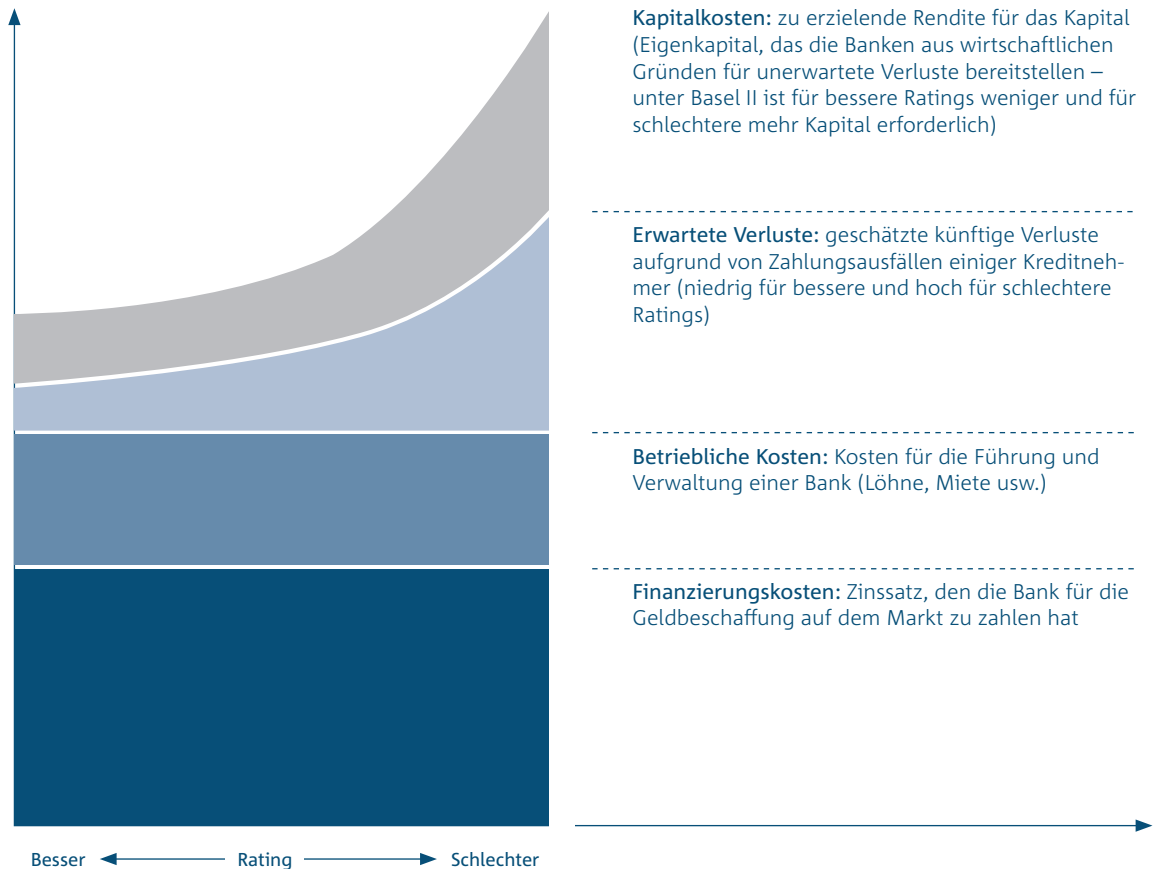 Kapitalkosten: zu erzielende Rendite für das Kapital
(Eigenkapital, das die Banken aus wirtschaftlichen
Gründen für unerwartete Verluste bereitstellen –
unter Basel II ist für bessere Ratings weniger und für
schlechtere mehr Kapital erforderlich)
Erwartete Verluste: geschätzte künftige Verluste
aufgrund von Zahlungsausfällen einiger Kreditneh-
mer (niedrig für bessere und hoch für schlechtere
Ratings)
Betriebliche Kosten: Kosten für die Führung und
Verwaltung einer Bank (Löhne, Miete usw.)
Finanzierungskosten: Zinssatz, den die Bank für die
Geldbeschaffung auf dem Markt zu zahlen hat
Besser Rating Schlechter